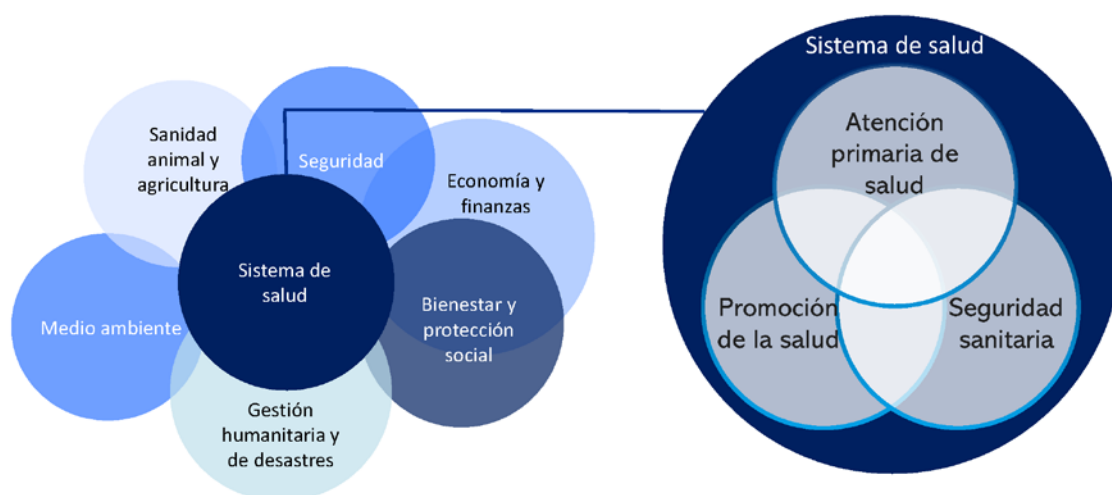 Sanidad
animal y
agricultura
Seguridad
Economía y
finanzas
Sistema de
salud
Medio ambiente
Bienestar y
protección
social
Gestión
humanitaria y
de desastres
Sistema de salud
Atención
primaria de
salud
Promoción
de la salud
Seguridad
sanitaria